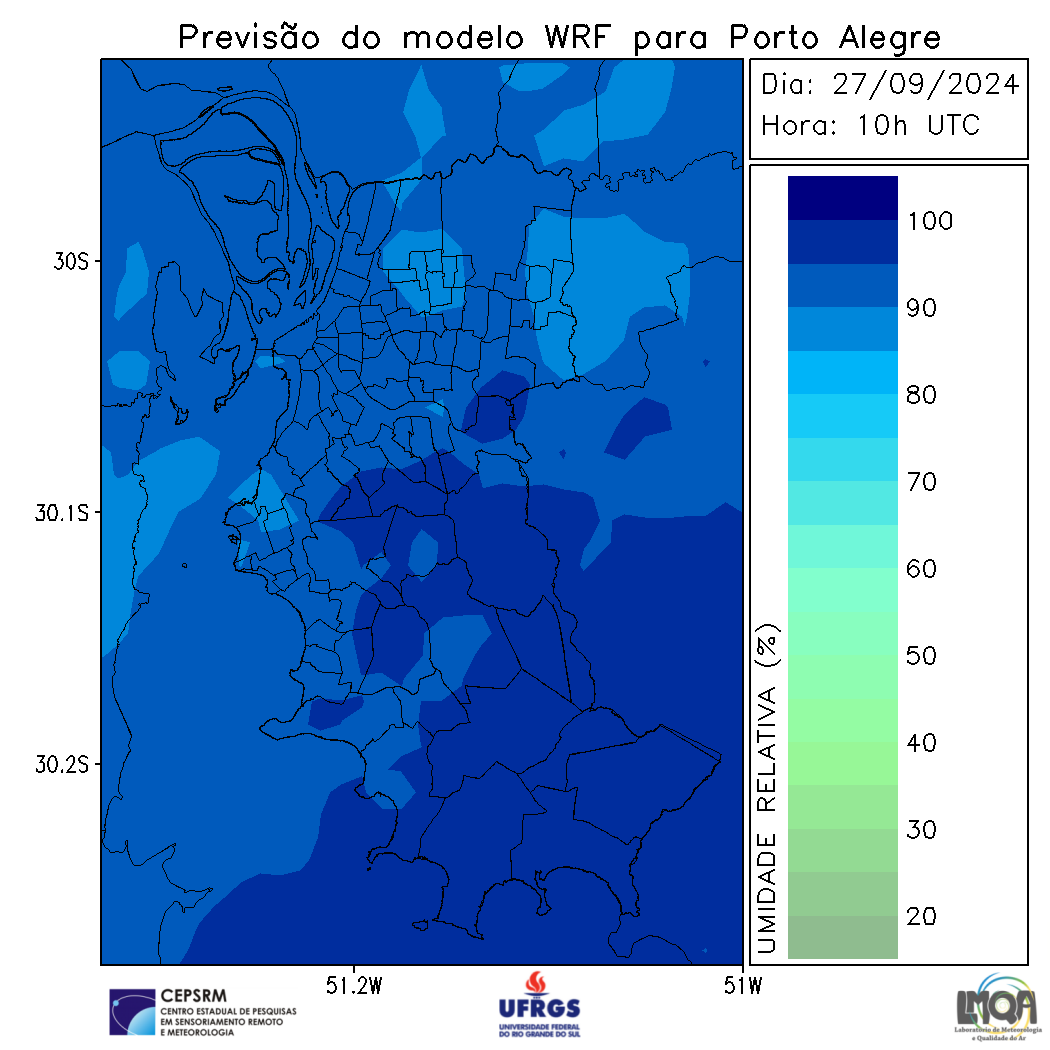 Previsão do modelo WRF para Porto Alegre
Dia: 27/09/2024
Hora: 10h UTC
30S
30.1S
30.2S
51.2W
51W
100
90
80
70
60
50
40
30
20
UMIDADE RELATIVA (%)
CEPSRM
CENTRO ESTADUAL DE PESQUISAS
EM SENSORIAMENTO REMOTO
E METEOROLOGIA
UFRGS
UNIVERSIDADE FEDERAL
DO RIO GRANDE DO SUL
LMQA
Laboratório de Meteorologia
e Qualidade do Ar